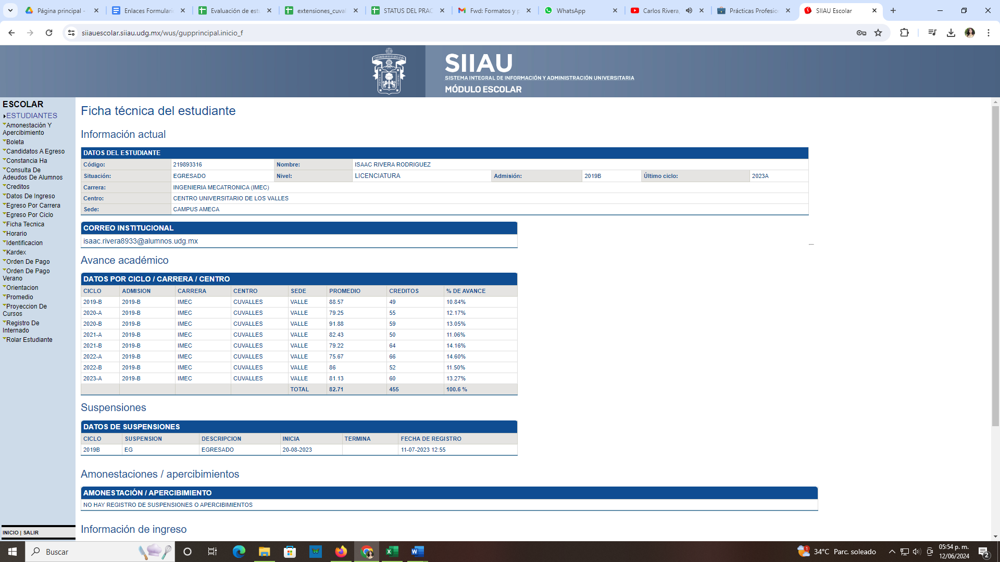 Página principal -
Enlaces Formulari
Evaluación de est
extensiones_cuval
STATUS DEL PRAC
Fwd: Formatos y p
WhatsApp
Carlos Rivera,
Prácticas Profesio
SIIAU Escolar
siiauescolar.siiau.udg.mx/wus/gupprincipal.inicio_f
SIIAU
SISTEMA INTEGRAL DE INFORMACIÓN Y ADMINISTRACIÓN UNIVERSITARIA
MÓDULO ESCOLAR
ESCOLAR
ESTUDIANTES
Amonestación Y
Apercibimiento
Boleta
Candidatos A Egreso
Constancia Ha
Consulta De
Adeudos De Alumnos
Creditos
Datos De Ingreso
Egreso Por Carrera
Egreso Por Ciclo
Ficha Tecnica
Horario
Identificacion
Kardex
Orden De Pago
Orden De Pago
Verano
Orientacion
Promedio
Proyeccion De
Cursos
Registro De
Internado
Rolar Estudiante
INICIO | SALIR
Ficha técnica del estudiante
Información actual
DATOS DEL ESTUDIANTE
Código: 219893316 Nombre: ISAAC RIVERA RODRIGUEZ
Situación: EGRESADO Nivel: LICENCIATURA Admisión: 2019B Último ciclo: 2023A
Carrera: INGENIERIA MECATRONICA (IMEC)
Centro: CENTRO UNIVERSITARIO DE LOS VALLES
Sede: CAMPUS AMECA
CORREO INSTITUCIONAL
isaac.rivera8933@alumnos.udg.mx
Avance académico
DATOS POR CICLO / CARRERA / CENTRO
CICLO ADMISION CARRERA CENTRO SEDE PROMEDIO CREDITOS % DE AVANCE
2019-B 2019-B IMEC CUVALLES VALLE 88.57 49 10.84%
2020-A 2019-B IMEC CUVALLES VALLE 79.25 55 12.17%
2020-B 2019-B IMEC CUVALLES VALLE 91.88 59 13.05%
2021-A 2019-B IMEC CUVALLES VALLE 82.43 50 11.06%
2021-B 2019-B IMEC CUVALLES VALLE 79.22 64 14.16%
2022-A 2019-B IMEC CUVALLES VALLE 75.67 66 14.60%
2022-B 2019-B IMEC CUVALLES VALLE 86 52 11.50%
2023-A 2019-B IMEC CUVALLES VALLE 81.13 60 13.27%
TOTAL 82.71 455 100.6 %
Suspensiones
DATOS DE SUSPENSIONES
CICLO SUSPENSION DESCRIPCION INICIA TERMINA FECHA DE REGISTRO
2019B EG EGRESADO 20-08-2023 11-07-2023 12:55
Amonestaciones / apercibimientos
AMONESTACIÓN / APERCIBIMIENTO
NO HAY REGISTRO DE SUSPENSIONES O APERCIBIMIENTOS
Información de ingreso
Buscar
1
34°C Parc. soleado
05:54 p. m.
12/06/2024
2